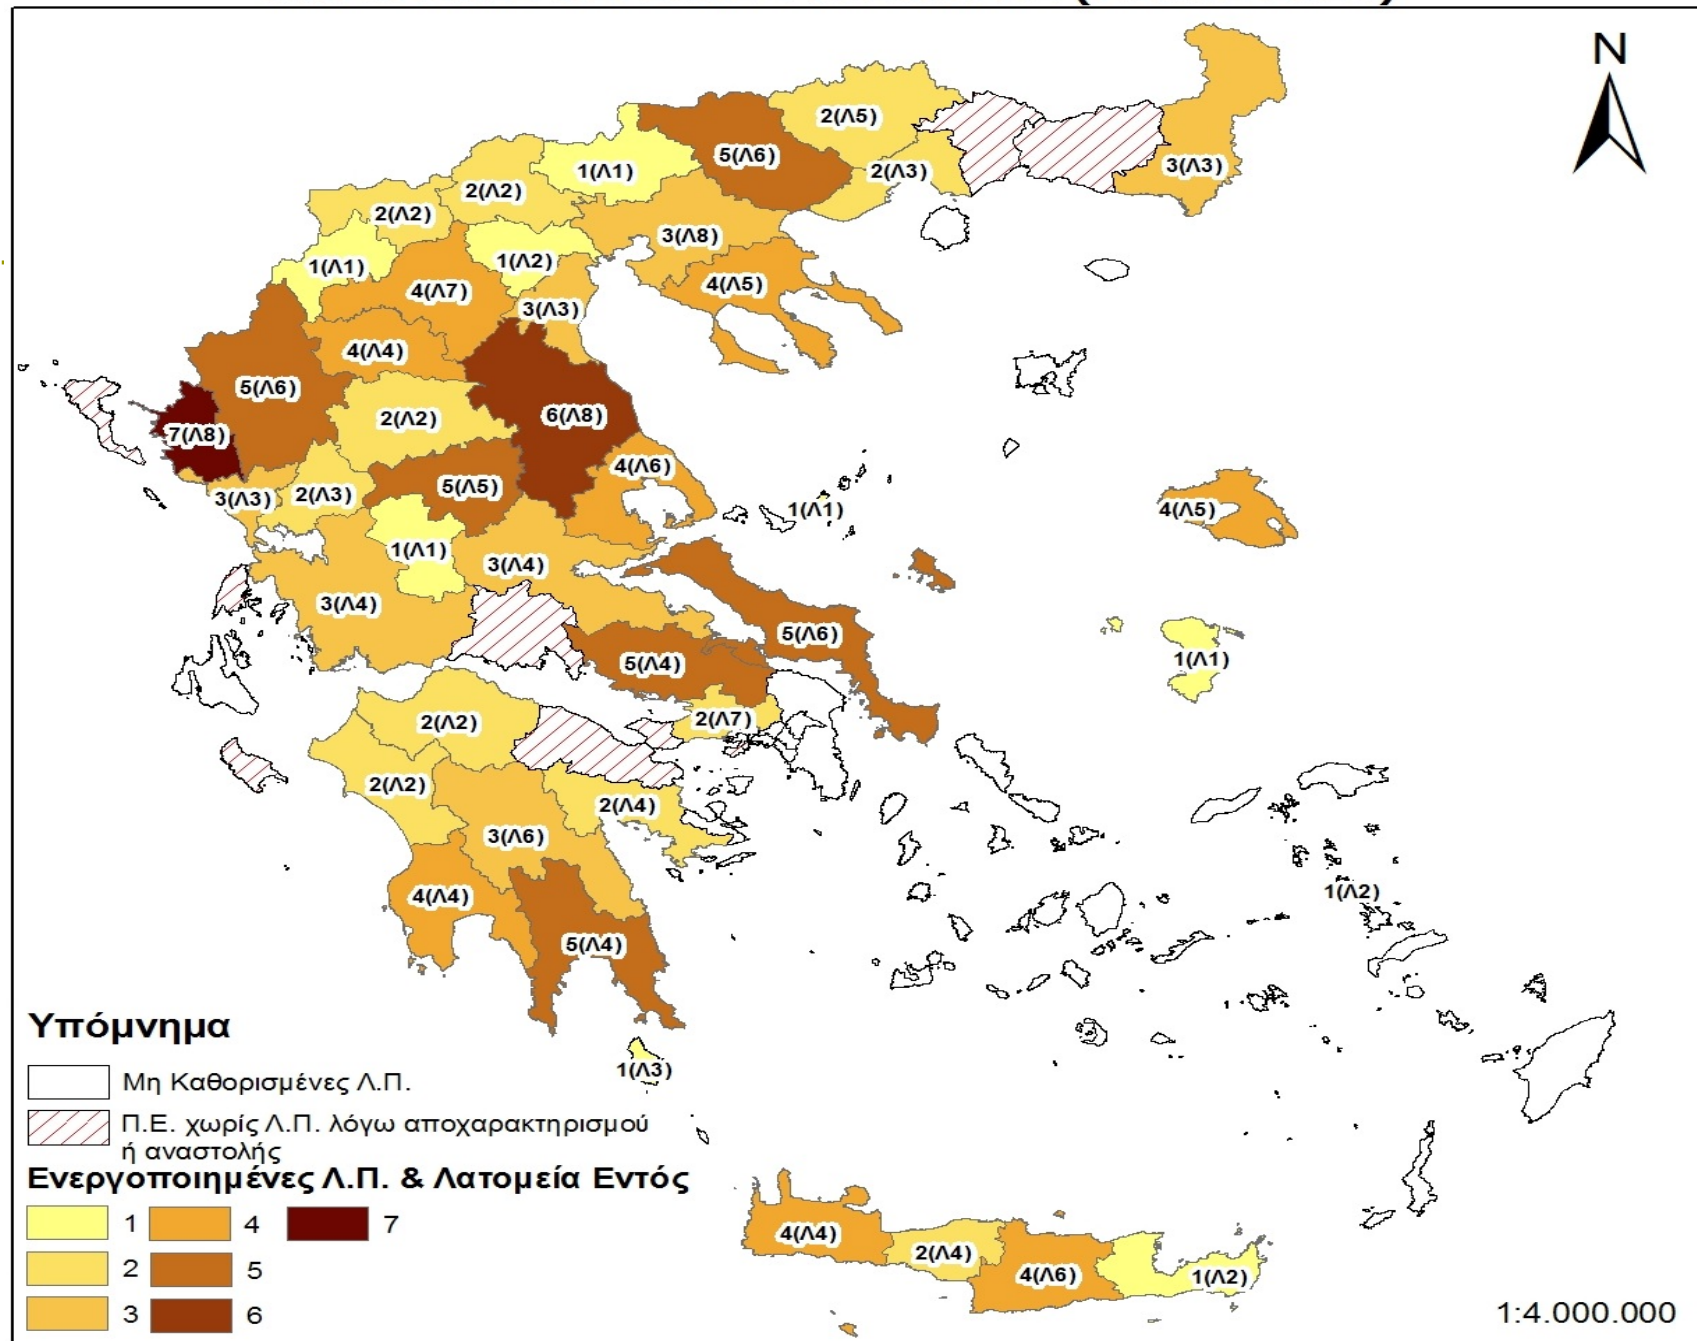 N
2(Λ5)
5(Λ6)
1(Λ1)
2(Λ3)
3(Λ3)
2(Λ2)
2(Λ2)
3(Λ8)
1(Λ1)
1(Λ2)
4(Λ7)
4(Λ5)
3(Λ3)
4(Λ4)
5(Λ6)
2(Λ2)
6(Λ8)
7(Λ8)
4(Λ6)
3(Λ3)
2(Λ3)
5(Λ5)
1(Λ1)
4(Λ5)
1(Λ1)
3(Λ4)
3(Λ4)
5(Λ6)
5(Λ4)
1(Λ1)
2(Λ2)
2(Λ7)
2(Λ2)
2(Λ4)
3(Λ6)
4(Λ4)
1(Λ2)
5(Λ4)
1(Λ3)
Υπόμνημα
Μη Καθορισμένες Λ.Π.
Π.Ε. χωρίς Λ.Π. λόγω αποχαρακτηρισμού
ή αναστολής
Ενεργοποιημένες Λ.Π. & Λατομεία Εντός
1 4 7
2 5
3 6
4(Λ4)
2(Λ4)
4(Λ6)
1(Λ2)
1:4.000.000